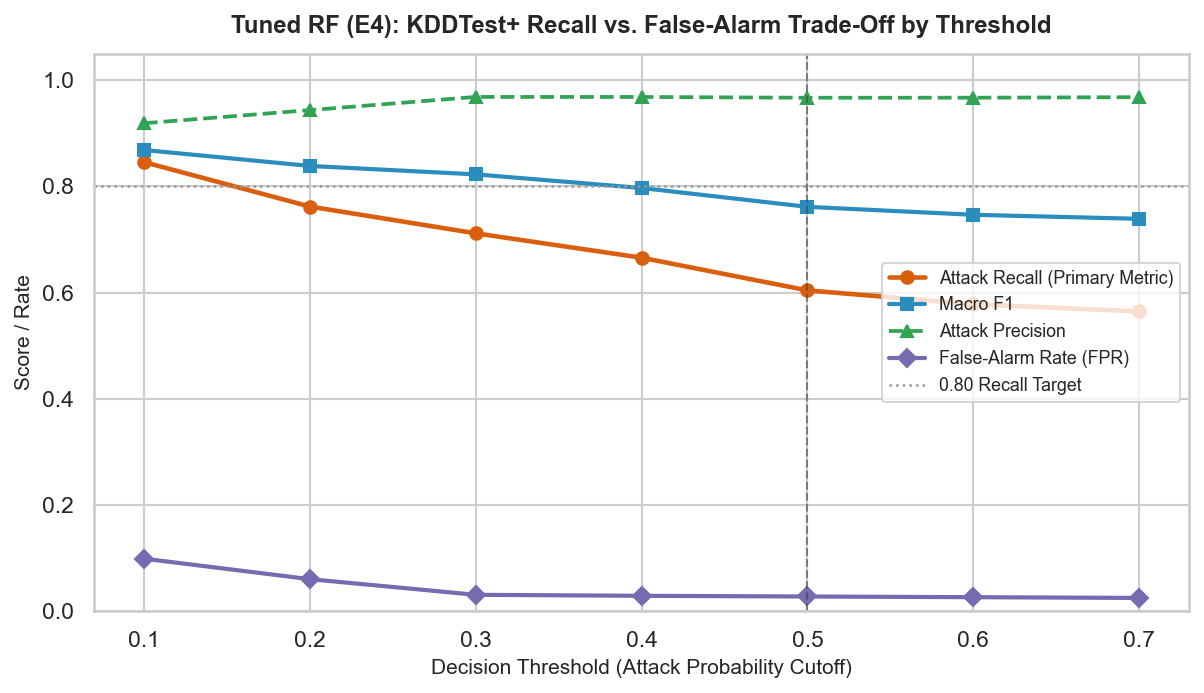 Tuned RF (E4): KDDTest+ Recall vs. False-Alarm Trade-Off by Threshold
Score / Rate
1.0
0.8
0.6
0.4
0.2
0.0
Attack Recall (Primary Metric)
Macro F1
Attack Precision
False-Alarm Rate (FPR)
0.80 Recall Target
0.1 0.2 0.3 0.4 0.5 0.6 0.7
Decision Threshold (Attack Probability Cutoff)